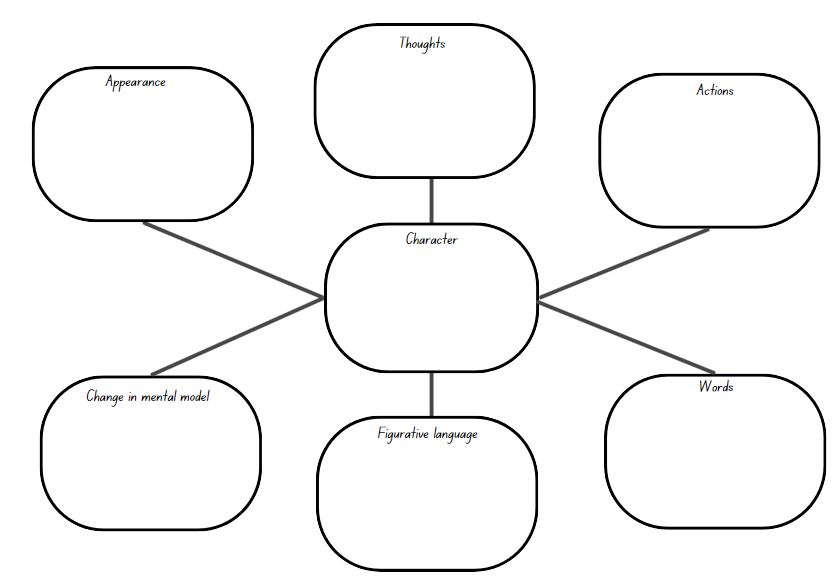 Thoughts
Appearance
Actions
Character
Change in mental model
Words
Figurative language